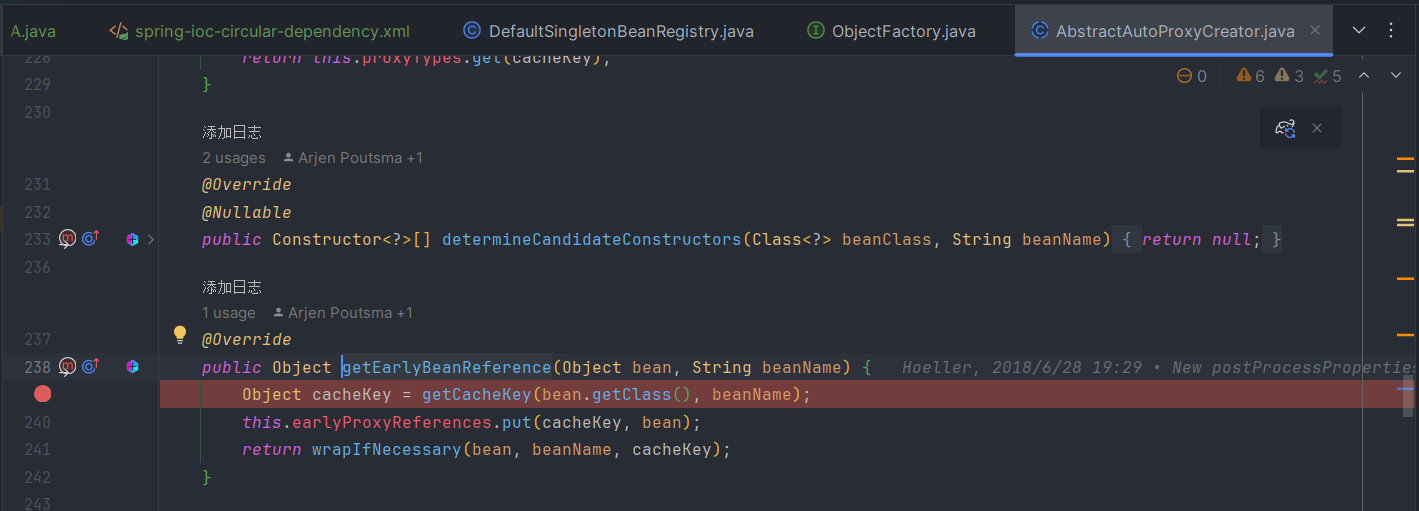 A.java spring-ioc-circular-dependency.xml DefaultSingletonBeanRegistry.java ObjectFactory.java AbstractAutoProxyCreator.java
228 return this.proxyTypes.get(cacheKey);
0 6 3 5
229 }
230
添加日志
2 usages Arjen Poutsma +1
231 @Override
232 @Nullable
233 public Constructor<?>[] determineCandidateConstructors(Class<?> beanClass, String beanName) { return null; }
236
添加日志
1 usage Arjen Poutsma +1
237 @Override
238 public Object getEarlyBeanReference(Object bean, String beanName) { Hoeller, 2018/6/28 19:29 • New postProcessPropertie
Object cacheKey = getCacheKey(bean.getClass(), beanName);
240 this.earlyProxyReferences.put(cacheKey, bean);
241 return wrapIfNecessary(bean, beanName, cacheKey);
242 }
243